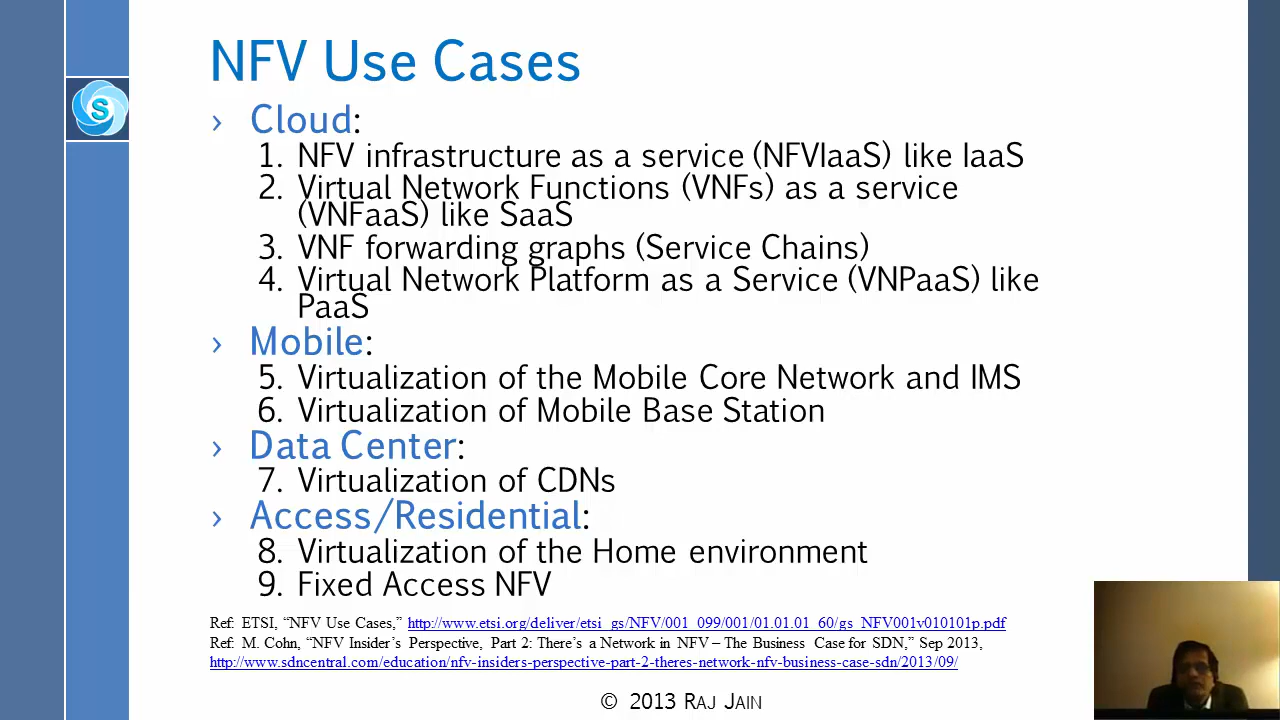 NFV Use Cases
S
› Cloud:
1. NFV infrastructure as a service (NFVIaaS) like IaaS
2. Virtual Network Functions (VNFs) as a service
(VNFaaS) like SaaS
3. VNF forwarding graphs (Service Chains)
4. Virtual Network Platform as a Service (VNPaaS) like
PaaS
› Mobile:
5. Virtualization of the Mobile Core Network and IMS
6. Virtualization of Mobile Base Station
› Data Center:
7. Virtualization of CDNs
› Access/Residential:
8. Virtualization of the Home environment
9. Fixed Access NFV
Ref: ETSI, “NFV Use Cases,” http://www.etsi.org/deliver/etsi_gs/NFV/001_099/001/01.01.01_60/gs_NFV001v010101p.pdf
Ref: M. Cohn, “NFV Insider’s Perspective, Part 2: There’s a Network in NFV – The Business Case for SDN,” Sep 2013,
http://www.sdncentral.com/education/nfv-insiders-perspective-part-2-theres-network-nfv-business-case-sdn/2013/09/
© 2013 RAJ JAIN